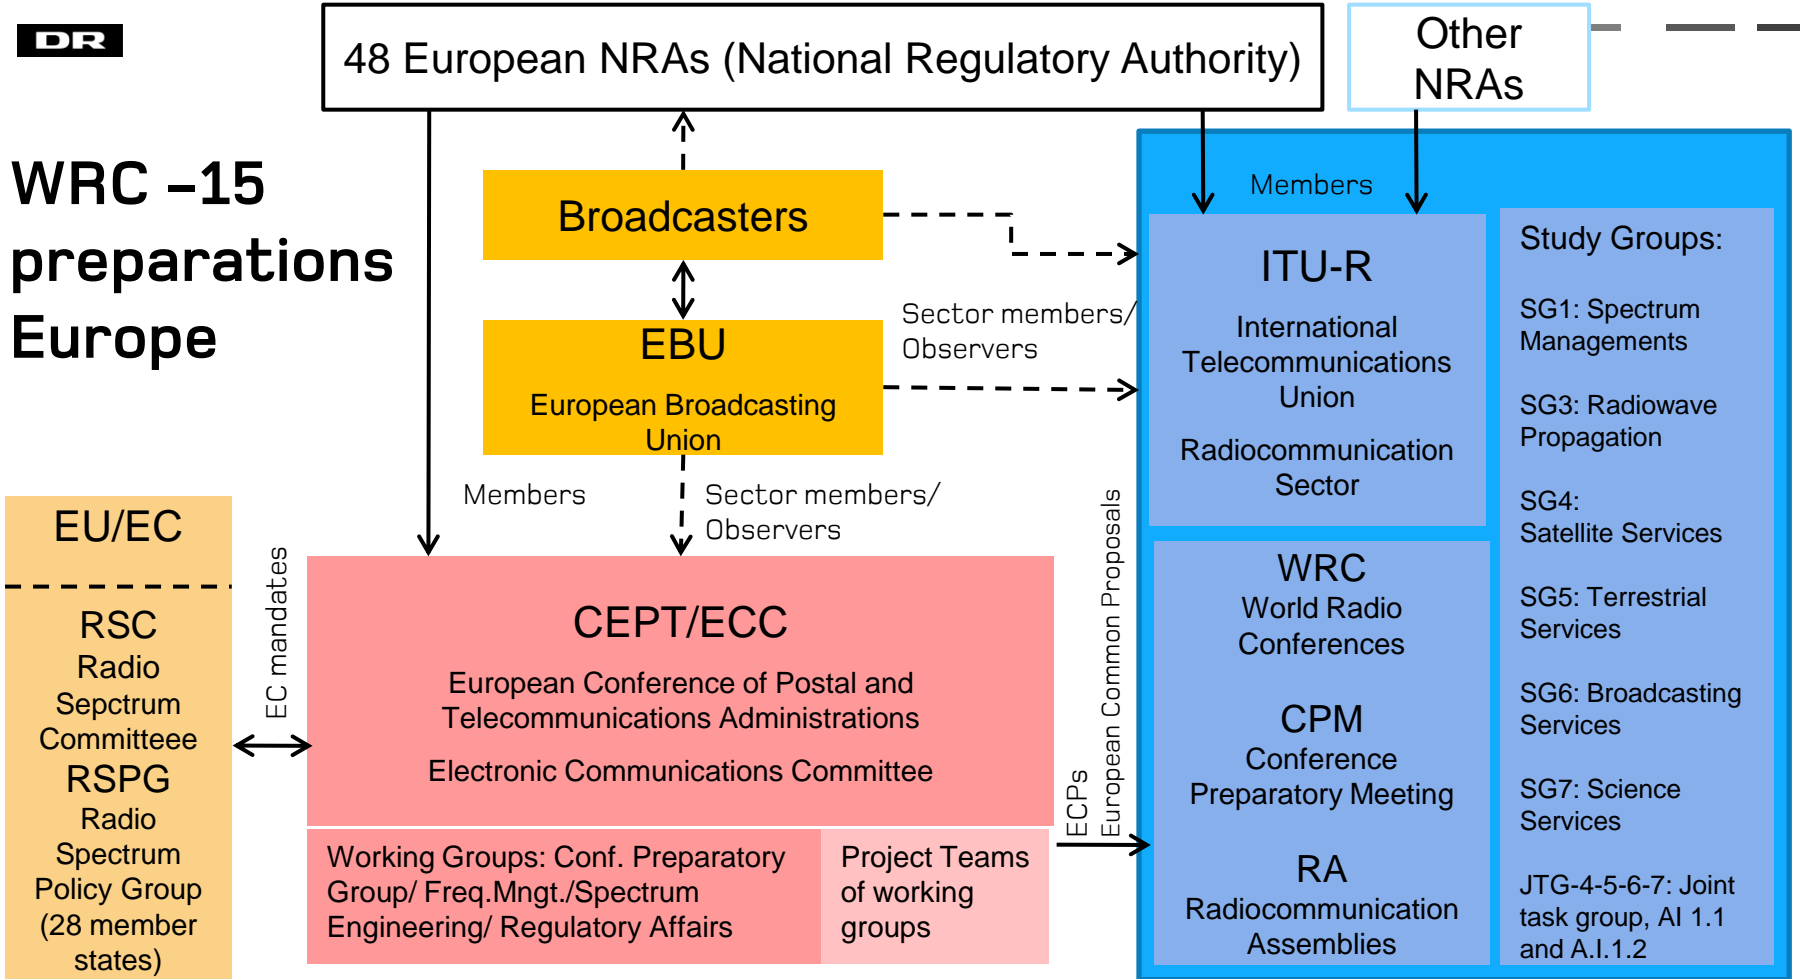 DR
48 European NRAs (National Regulatory Authority)
Other
NRAs
WRC –15
preparations
Europe
Broadcasters
EBU
European Broadcasting
Union
Sector members/
Observers
Members
Members
Sector members/
Observers
EU/EC
RSC
Radio
Sepctrum
Committeee
RSPG
Radio
Spectrum
Policy Group
(28 member
states)
EC mandates
CEPT/ECC
European Conference of Postal and
Telecommunications Administrations
Electronic Communications Committee
Working Groups: Conf. Preparatory
Group/ Freq.Mngt./Spectrum
Engineering/ Regulatory Affairs
Project Teams
of working
groups
ECPs
European Common Proposals
ITU-R
International
Telecommunications
Union
Radiocommunication
Sector
WRC
World Radio
Conferences
CPM
Conference
Preparatory Meeting
RA
Radiocommunication
Assemblies
Study Groups:
SG1: Spectrum
Managements
SG3: Radiowave
Propagation
SG4:
Satellite Services
SG5: Terrestrial
Services
SG6: Broadcasting
Services
SG7: Science
Services
JTG-4-5-6-7: Joint
task group, AI 1.1
and A.I.1.2